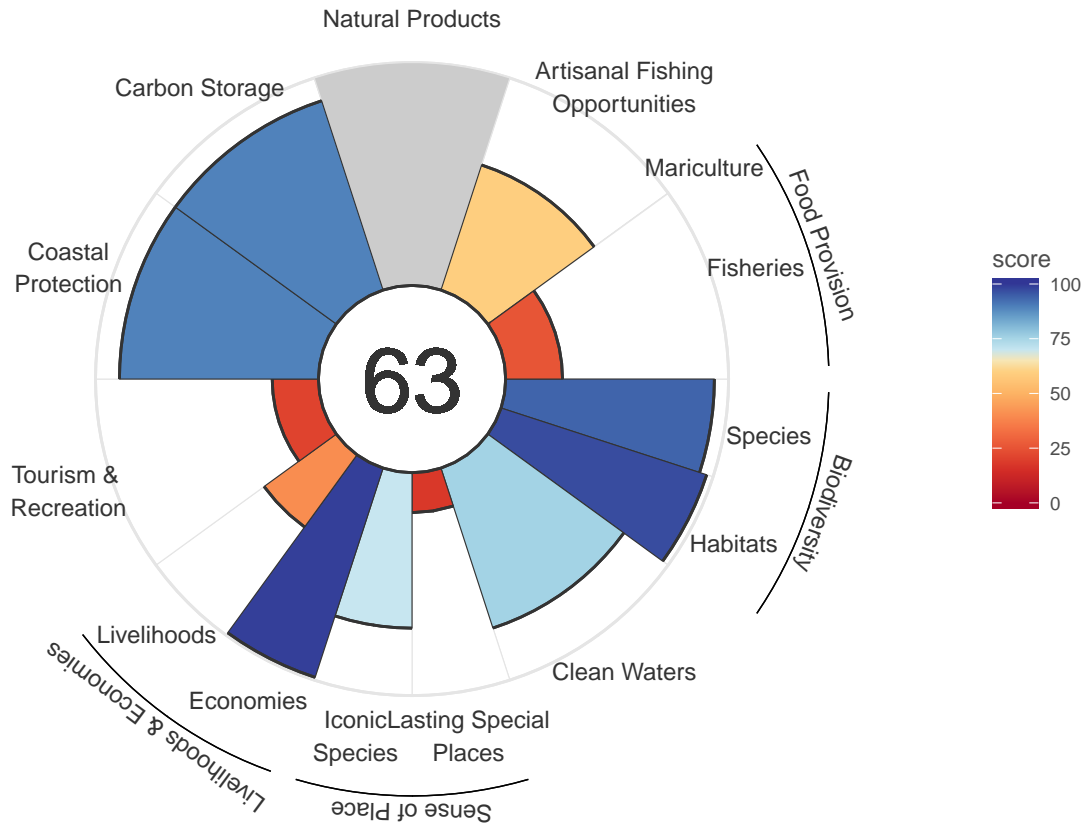 Natural Products
Carbon Storage
Artisanal Fishing
Opportunities
Mariculture
Food Provision
Fisheries
Coastal
Protection
score
100
75
50
25
0
63
Species
Biodiversity
Habitats
Tourism &
Recreation
Clean Waters
Livelihoods
Economies
Livelihoods & Economies
Iconic
Species
Lasting Special
Places
Sense of Place